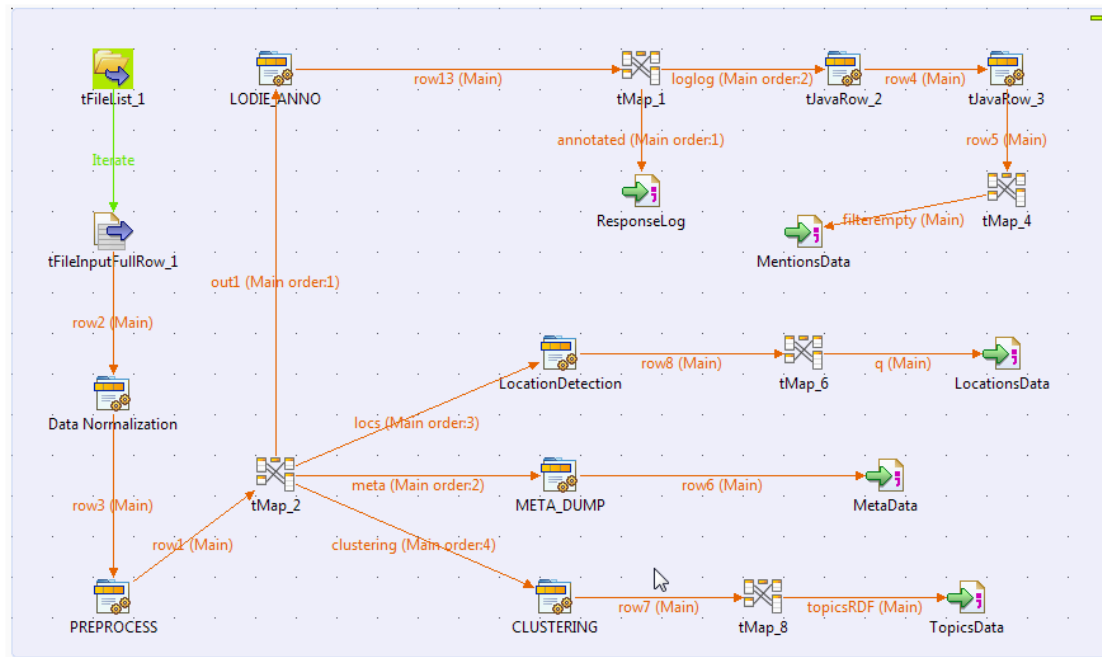 row13 (Main)
loglog (Main order:2)
row4 (Main)
tFileList_1
LODIE_ANNO
tMap_1
tJavaRow_2
tJavaRow_3
annotated (Main order:1)
row5 (Main)
Iterate
ResponseLog
filterempty (Main)
tMap_4
tFileInputFullRow_1
MentionsData
out1 (Main order:1)
row2 (Main)
row8 (Main)
q (Main)
LocationDetection
tMap_6
LocationsData
Data Normalization
locs (Main order:3)
meta (Main order:2)
row6 (Main)
row3 (Main)
tMap_2
META_DUMP
MetaData
row1 (Main)
clustering (Main order:4)
row7 (Main)
topicsRDF (Main)
PREPROCESS
CLUSTERING
tMap_8
TopicsData